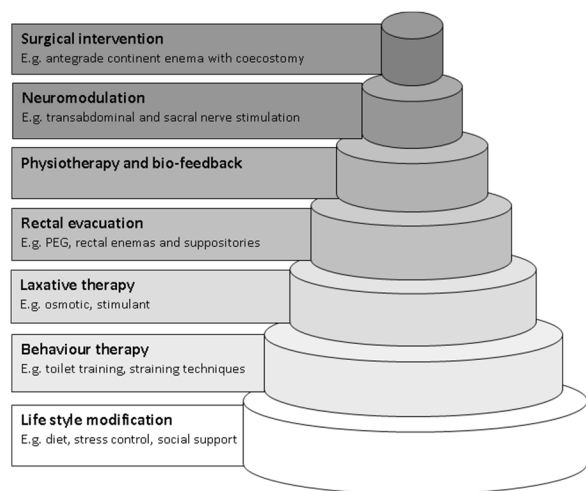 Surgical intervention
E.g. antegrade continent enema with coecostomy
Neuromodulation
E.g. transabdominal and sacral nerve stimulation
Physiotherapy and bio-feedback
Rectal evacuation
E.g. PEG, rectal enemas and suppositories
Laxative therapy
E.g. osmotic, stimulant
Behaviour therapy
E.g. toilet training, straining techniques
Life style modification
E.g. diet, stress control, social support